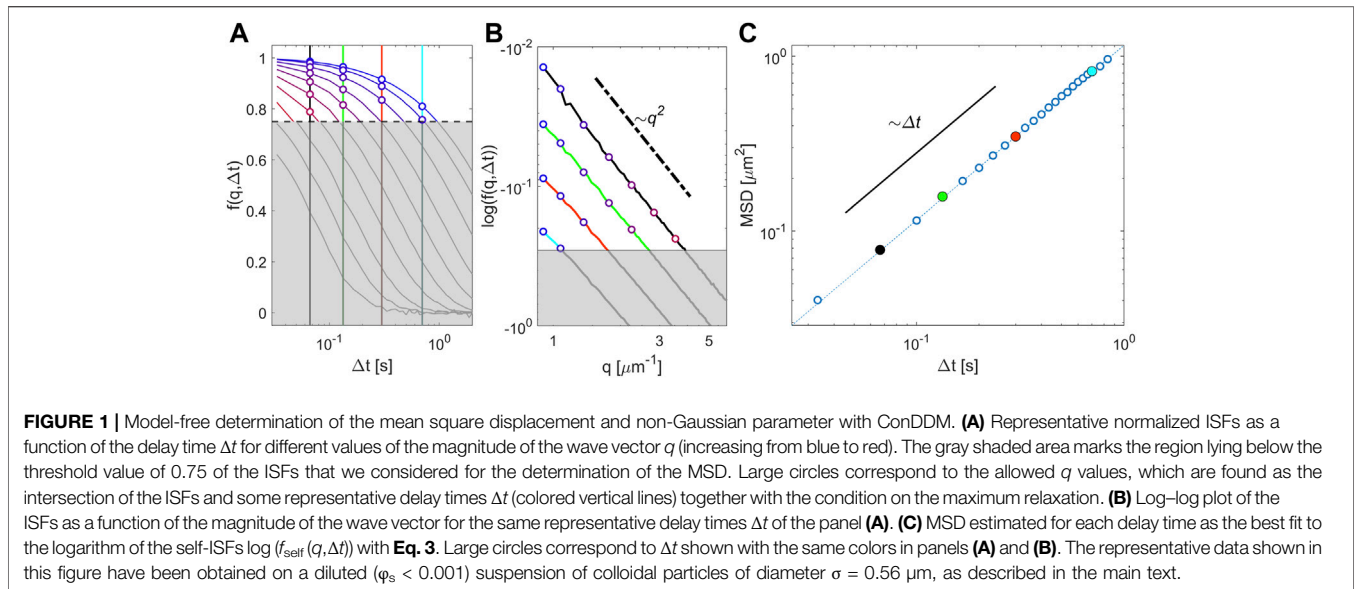 A
B
C
1
0.8
0.6
0.4
0.2
0
f(q,Δt)
10⁻¹
10⁰
Δt [s]
-10⁻²
-10⁻¹
-10⁰
log(f(q,Δt))
~q²
1
3
5
q [μm⁻¹]
10⁰
10⁻¹
MSD [μm²]
~Δt
10⁻¹
10⁰
Δt [s]
FIGURE 1 | Model-free determination of the mean square displacement and non-Gaussian parameter with ConDDM. (A) Representative normalized ISFs as a
function of the delay time Δt for different values of the magnitude of the wave vector q (increasing from blue to red). The gray shaded area marks the region lying below the
threshold value of 0.75 of the ISFs that we considered for the determination of the MSD. Large circles correspond to the allowed q values, which are found as the
intersection of the ISFs and some representative delay times Δt (colored vertical lines) together with the condition on the maximum relaxation. (B) Log–log plot of the
ISFs as a function of the magnitude of the wave vector for the same representative delay times Δt of the panel (A). (C) MSD estimated for each delay time as the best fit to
the logarithm of the self-ISFs log (fself (q,Δt)) with Eq. 3. Large circles correspond to Δt shown with the same colors in panels (A) and (B). The representative data shown in
this figure have been obtained on a diluted (φs < 0.001) suspension of colloidal particles of diameter σ = 0.56 μm, as described in the main text.